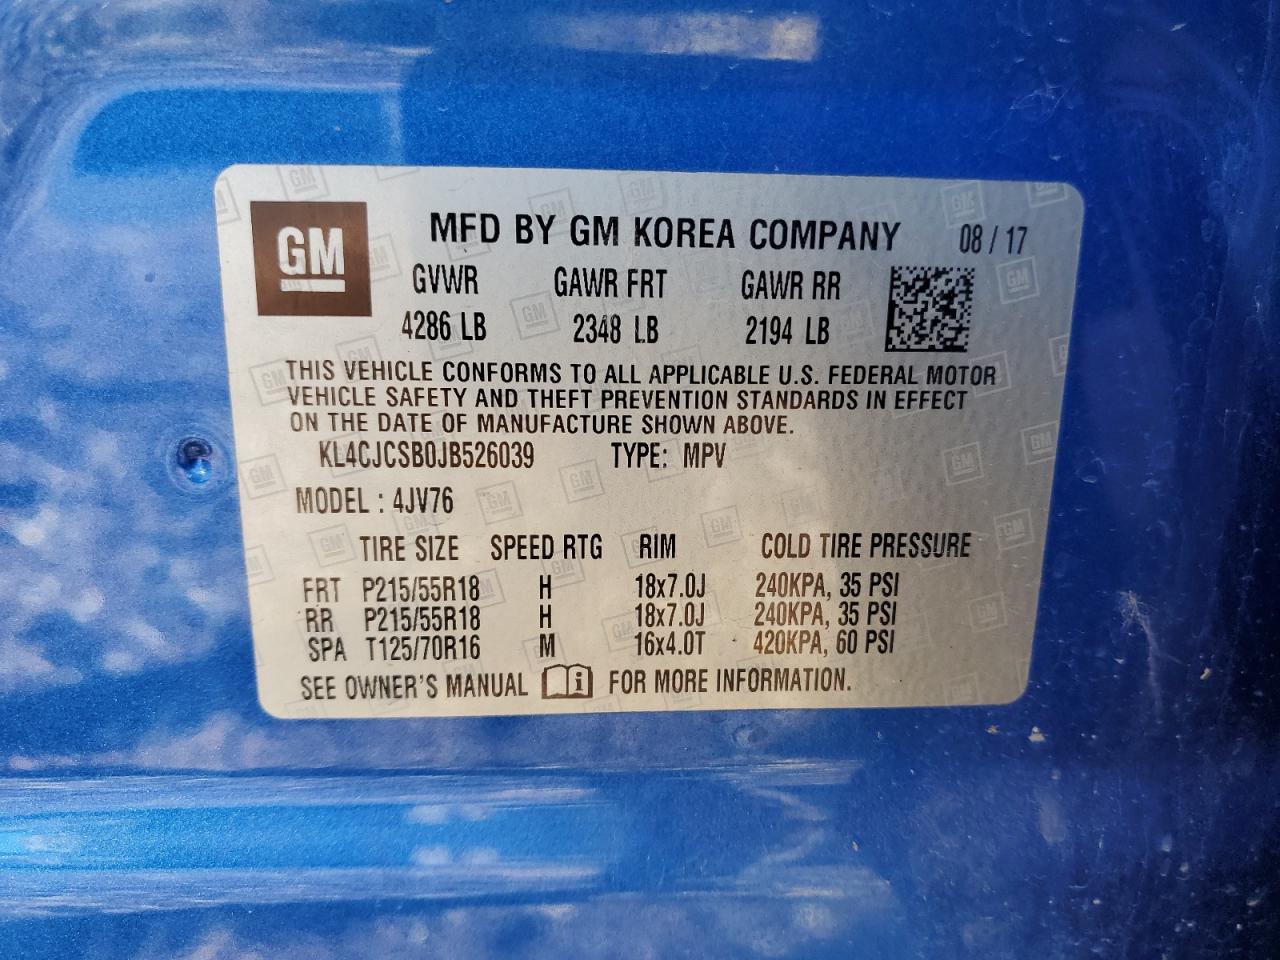 GM
MFD BY GM KOREA COMPANY 08 / 17
GVWR GAWR FRT GAWR RR
4286 LB 2348 LB 2194 LB
THIS VEHICLE CONFORMS TO ALL APPLICABLE U.S. FEDERAL MOTOR
VEHICLE SAFETY AND THEFT PREVENTION STANDARDS IN EFFECT
ON THE DATE OF MANUFACTURE SHOWN ABOVE.
KL4CJCSB0JB526039 TYPE: MPV
MODEL : 4JV76
TIRE SIZE SPEED RTG RIM COLD TIRE PRESSURE
FRT P215/55R18 H 18x7.0J 240KPA, 35 PSI
RR P215/55R18 H 18x7.0J 240KPA, 35 PSI
SPA T125/70R16 M 16x4.0T 420KPA, 60 PSI
SEE OWNER'S MANUAL i FOR MORE INFORMATION.